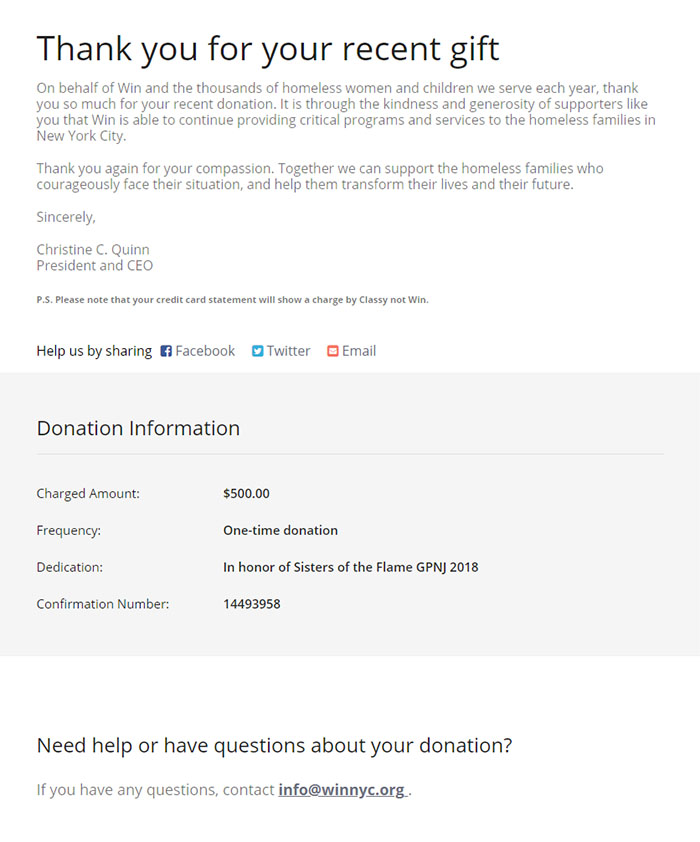 Thank you for your recent gift
On behalf of Win and the thousands of homeless women and children we serve each year, thank
you so much for your recent donation. It is through the kindness and generosity of supporters like
you that Win is able to continue providing critical programs and services to the homeless families in
New York City.
Thank you again for your compassion. Together we can support the homeless families who
courageously face their situation, and help them transform their lives and their future.
Sincerely,
Christine C. Quinn
President and CEO
P.S. Please note that your credit card statement will show a charge by Classy not Win.
Help us by sharing Facebook Twitter Email
Donation Information
Charged Amount: $500.00
Frequency: One-time donation
Dedication: In honor of Sisters of the Flame GPNJ 2018
Confirmation Number: 14493958
Need help or have questions about your donation?
If you have any questions, contact info@winnyc.org .